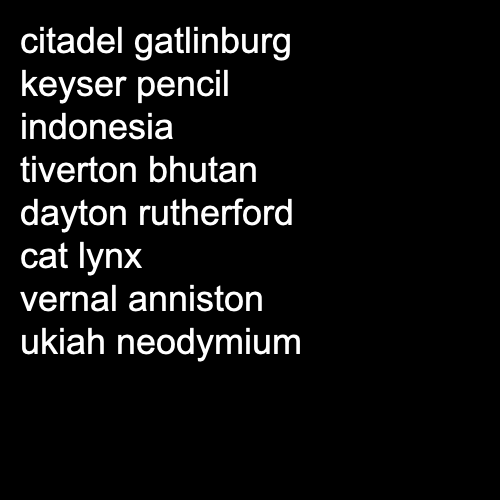 citadel gatlinburg
keyser pencil
indonesia
tiverton bhutan
dayton rutherford
cat lynx
vernal anniston
ukiah neodymium